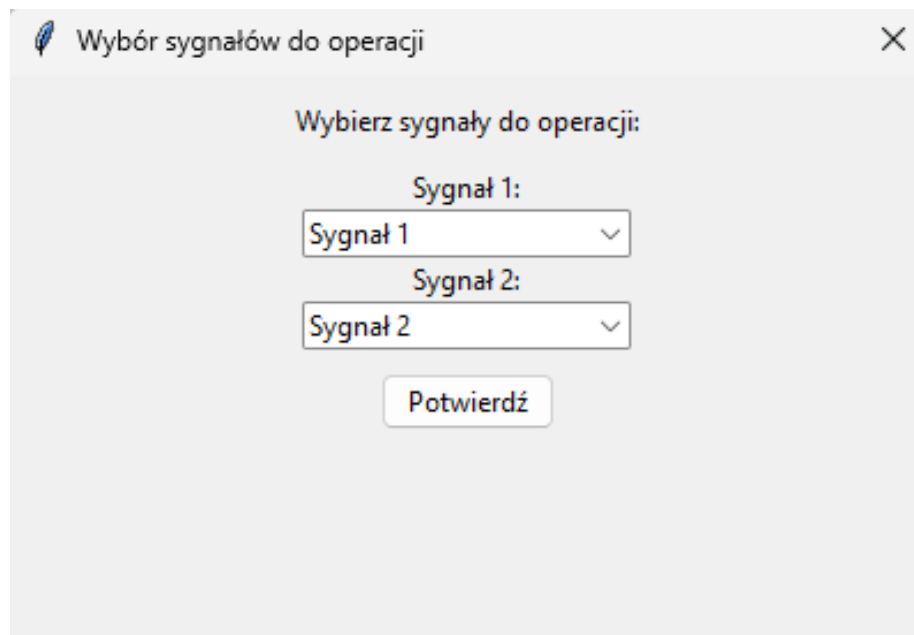 Wybór sygnałów do operacji
Wybierz sygnały do operacji:
Sygnał 1:
Sygnał 1
Sygnał 2:
Sygnał 2
Potwierdź